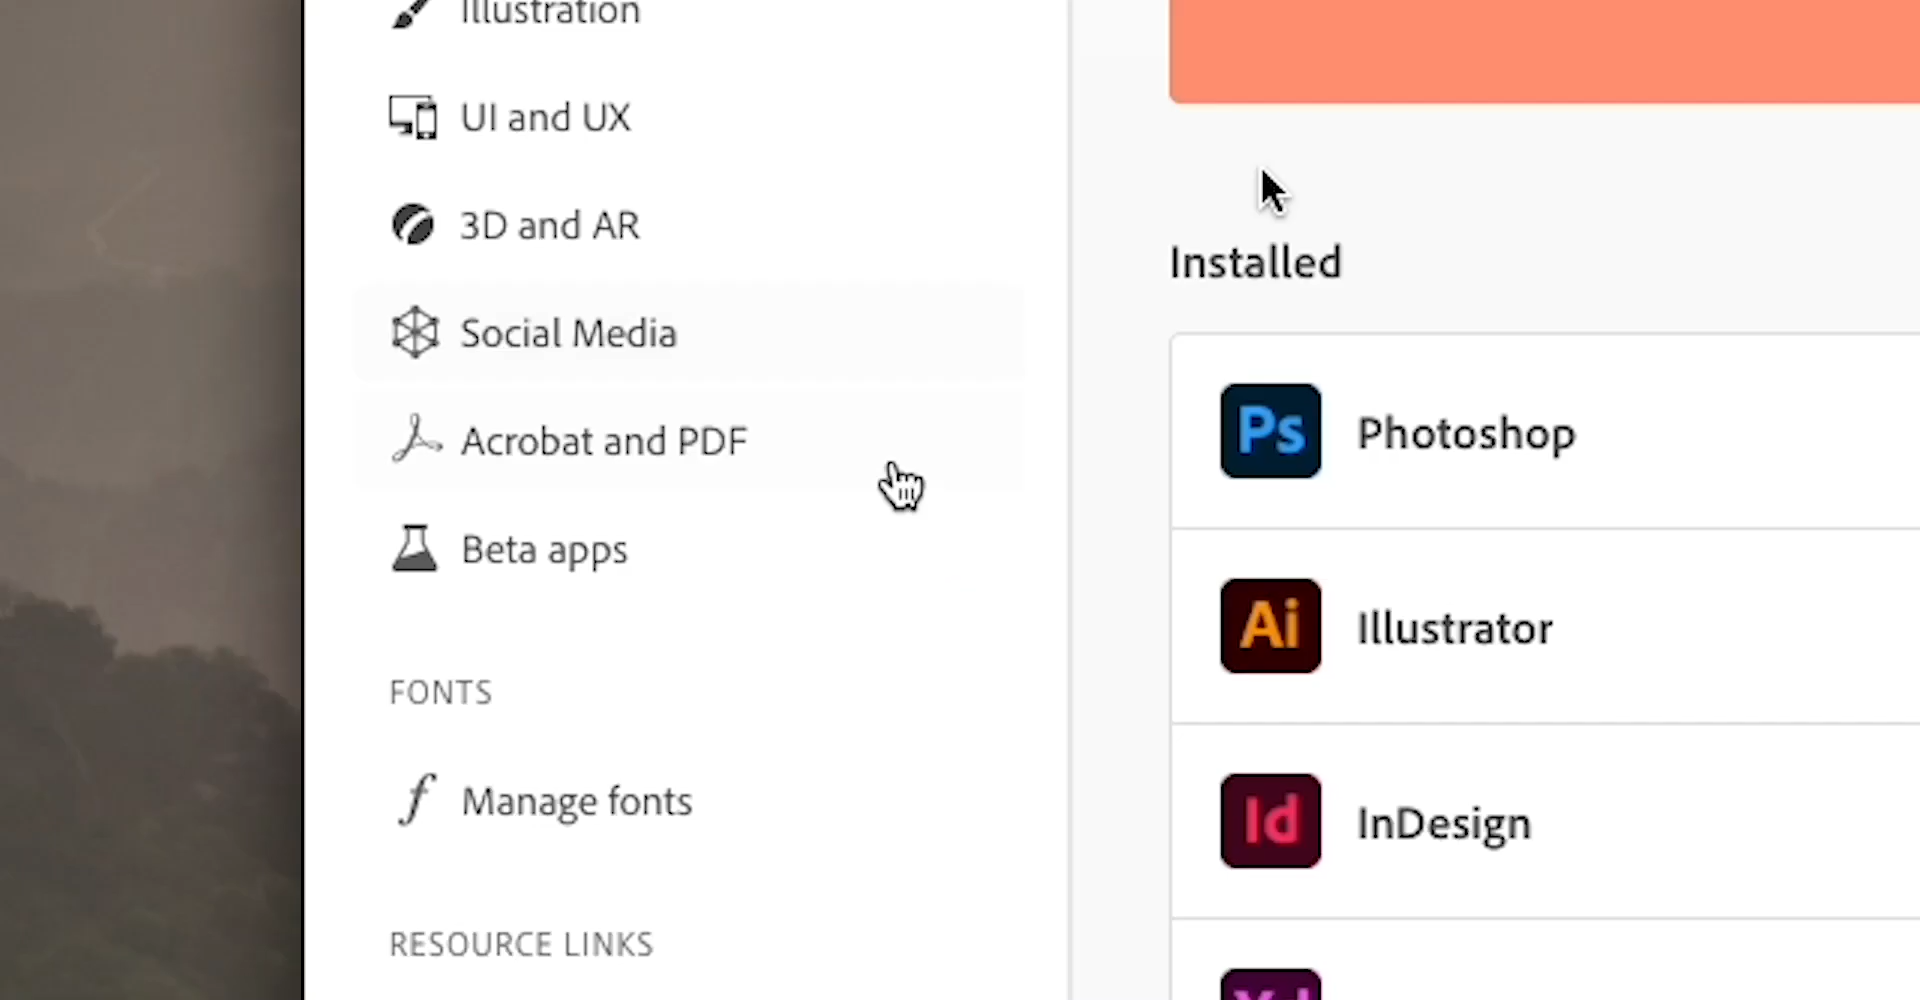 Illustration
UI and UX
3D and AR
Social Media
Acrobat and PDF
Beta apps
FONTS
Manage fonts
RESOURCE LINKS
Installed
Ps Photoshop
Ai Illustrator
Id InDesign
Xd